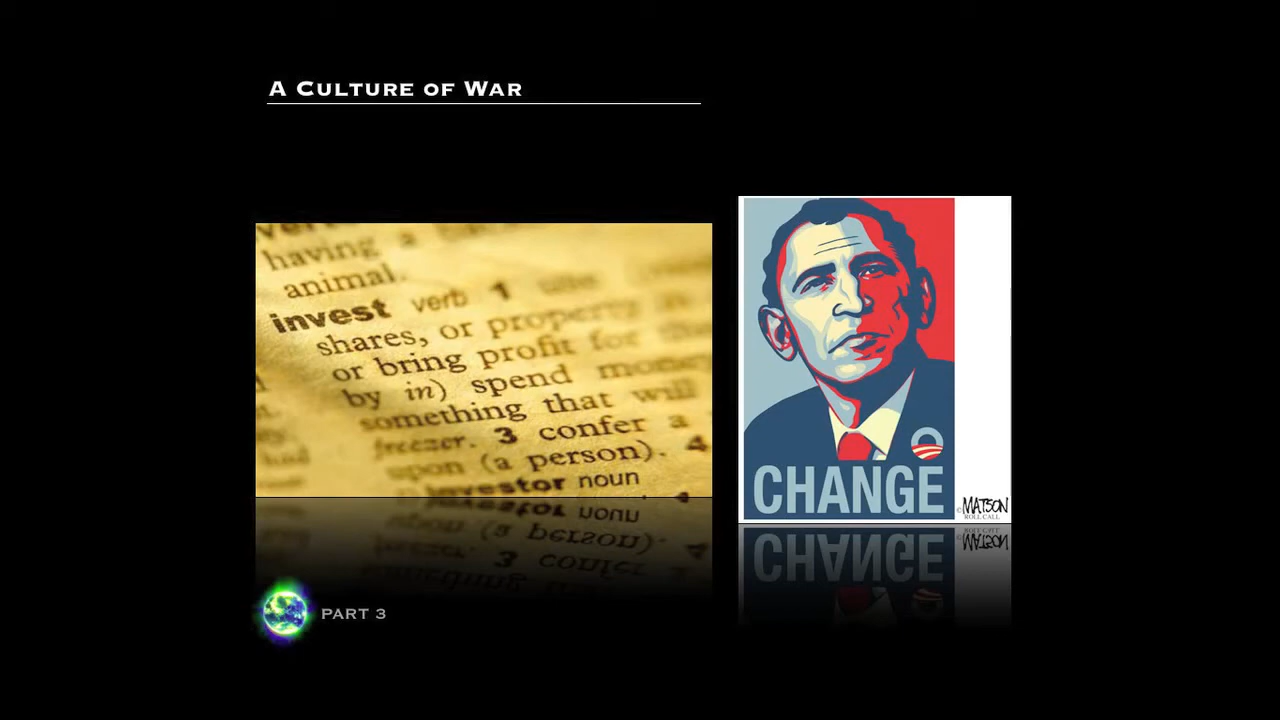 A CULTURE OF WAR
having a
animal.
invest verb 1
shares, or property
or bring profit for
by in) spend money
something that will
freezer. 3 confer a
upon (a person). 4
investor noun
CHANGE
© MATSON
ROLL CALL
PART 3